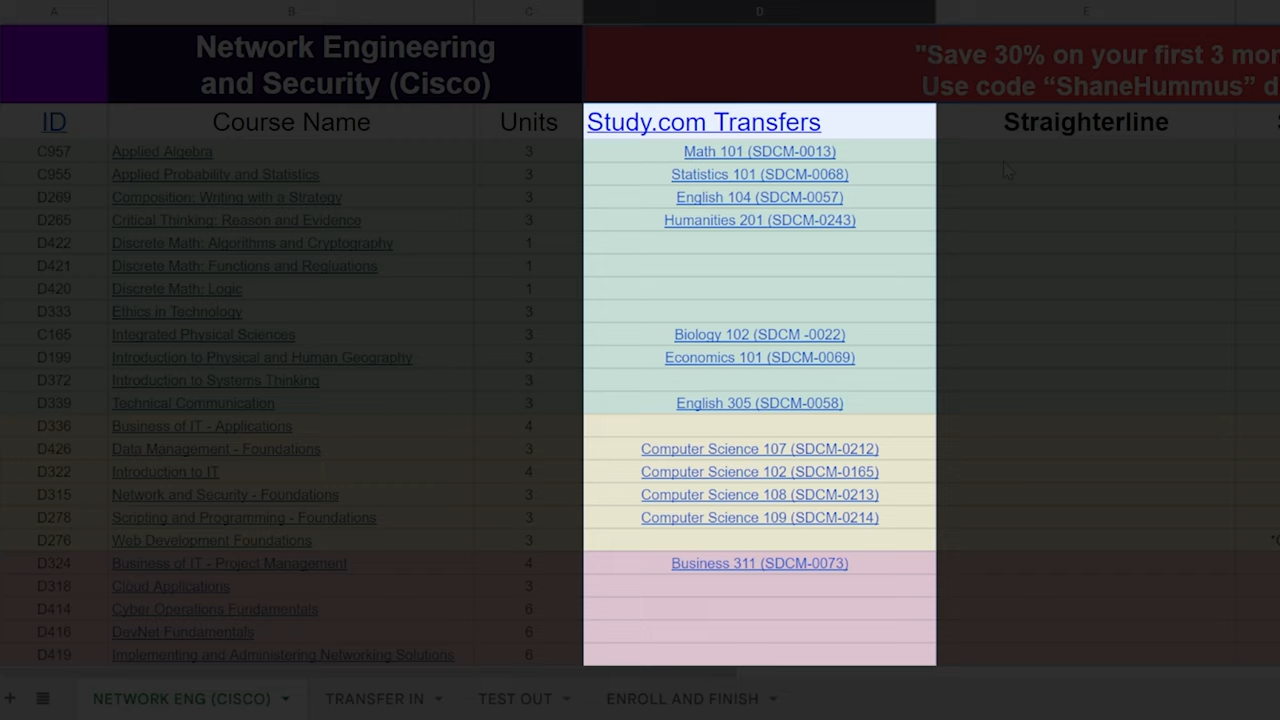 A B C D E
Network Engineering
and Security (Cisco)
"Save 30% on your first 3 mor
Use code “ShaneHummus” d
ID Course Name Units Study.com Transfers Straighterline
C957 Applied Algebra 3 Math 101 (SDCM-0013)
C955 Applied Probability and Statistics 3 Statistics 101 (SDCM-0068)
D269 Composition: Writing with a Strategy 3 English 104 (SDCM-0057)
D265 Critical Thinking: Reason and Evidence 3 Humanities 201 (SDCM-0243)
D422 Discrete Math: Algorithms and Cryptography 1
D421 Discrete Math: Functions and Regluations 1
D420 Discrete Math: Logic 1
D333 Ethics in Technology 3
C165 Integrated Physical Sciences 3 Biology 102 (SDCM -0022)
D199 Introduction to Physical and Human Geography 3 Economics 101 (SDCM-0069)
D372 Introduction to Systems Thinking 3
D339 Technical Communication 3 English 305 (SDCM-0058)
D336 Business of IT - Applications 4
D426 Data Management - Foundations 3 Computer Science 107 (SDCM-0212)
D322 Introduction to IT 4 Computer Science 102 (SDCM-0165)
D315 Network and Security - Foundations 3 Computer Science 108 (SDCM-0213)
D278 Scripting and Programming - Foundations 3 Computer Science 109 (SDCM-0214)
D276 Web Development Foundations 3
D324 Business of IT - Project Management 4 Business 311 (SDCM-0073)
D318 Cloud Applications 3
D414 Cyber Operations Fundamentals 6
D416 DevNet Fundamentals 6
D419 Implementing and Administering Networking Solutions 6
NETWORK ENG (CISCO) TRANSFER IN TEST OUT ENROLL AND FINISH